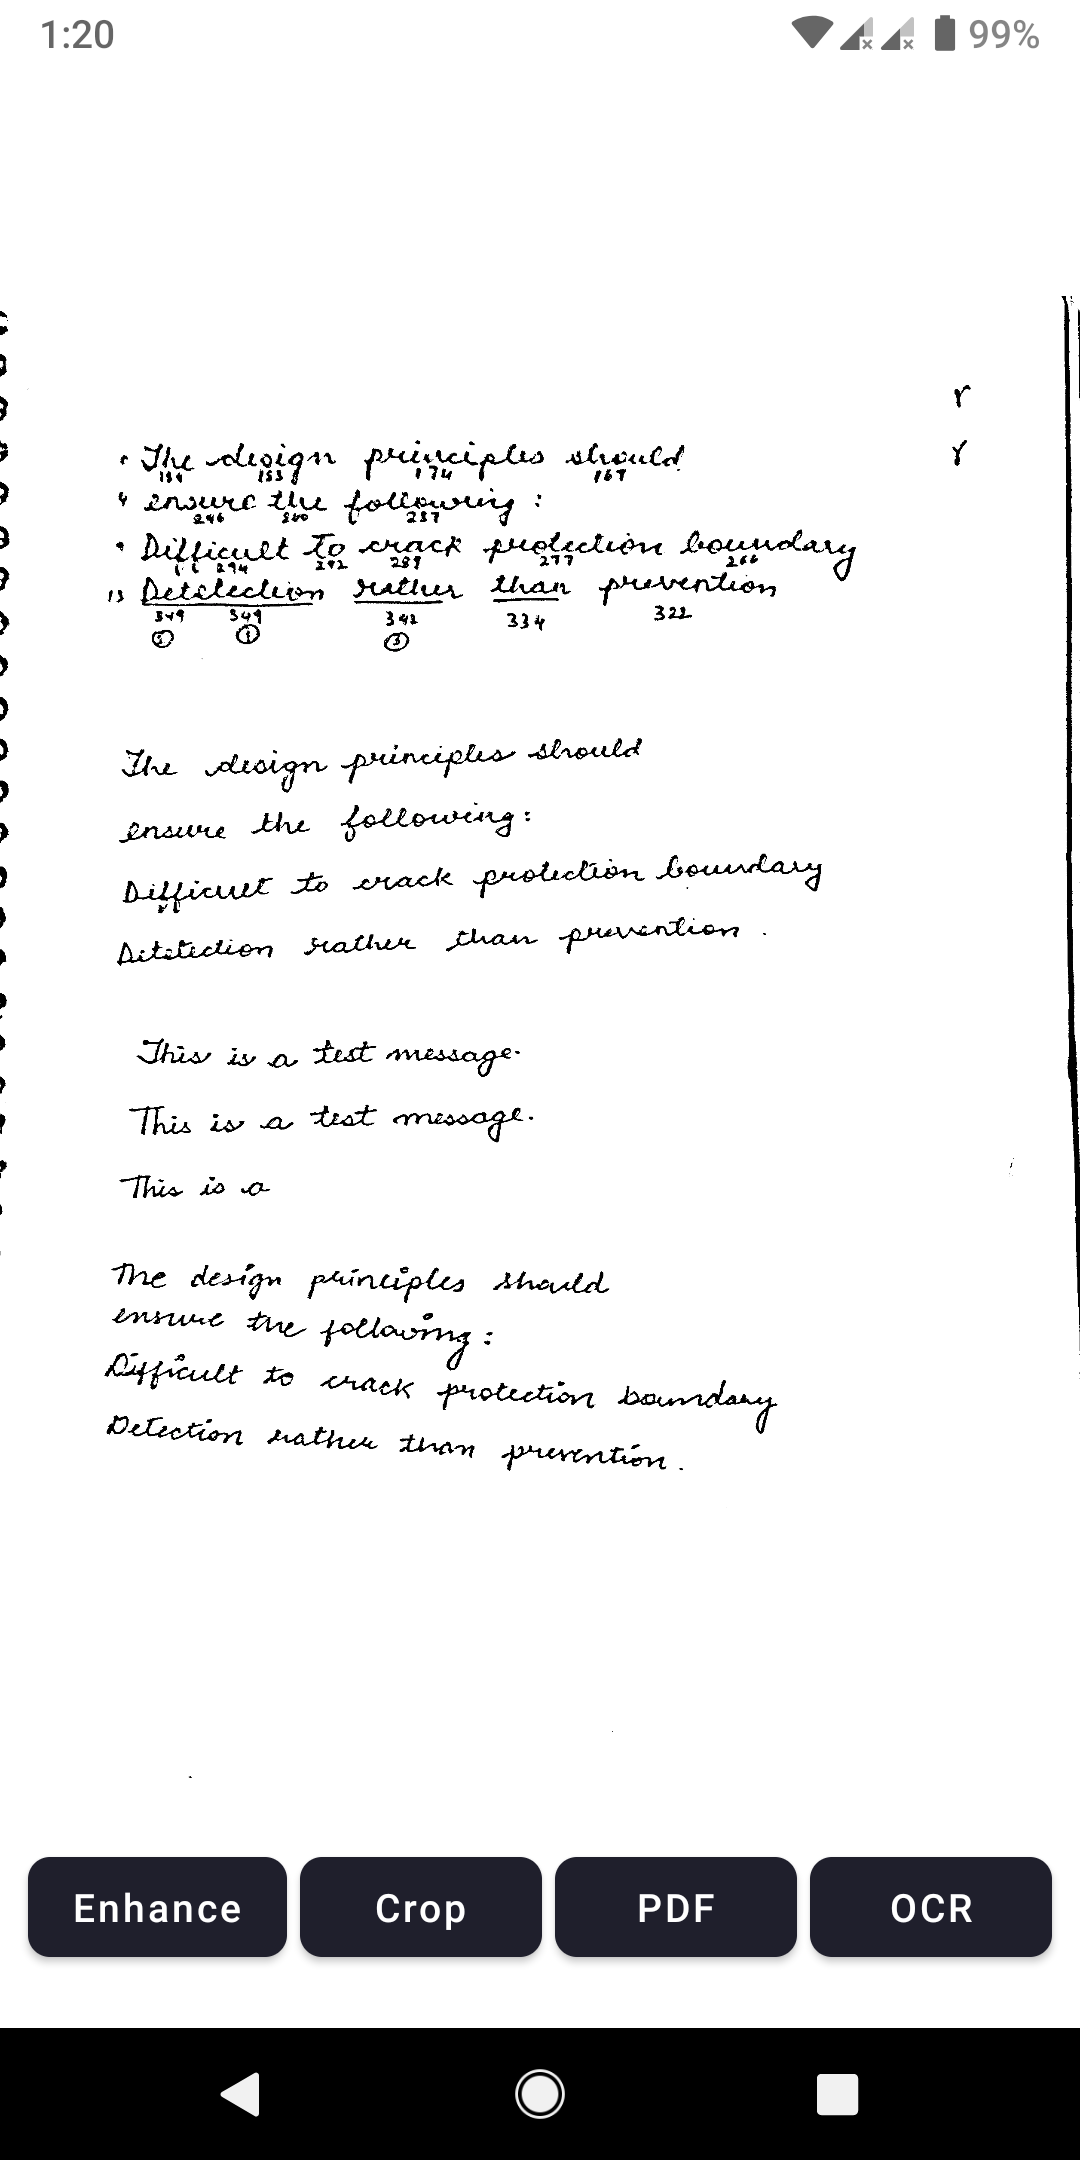 1:20
99%
r
The design principles should
r
154 153 174 167
ensure the following:
246 260 237
Difficult to crack protection boundary
294 292 289 277 266
13 Detetection rather than prevention
349 349 342 334 322
2 1 3
The design principles should
ensure the following:
Difficult to crack protection boundary
Detetection rather than prevention.
This is a test message.
This is a test message.
This is a
The design principles should
ensure the following:
Difficult to crack protection boundary
Detection rather than prevention.
Enhance Crop PDF OCR